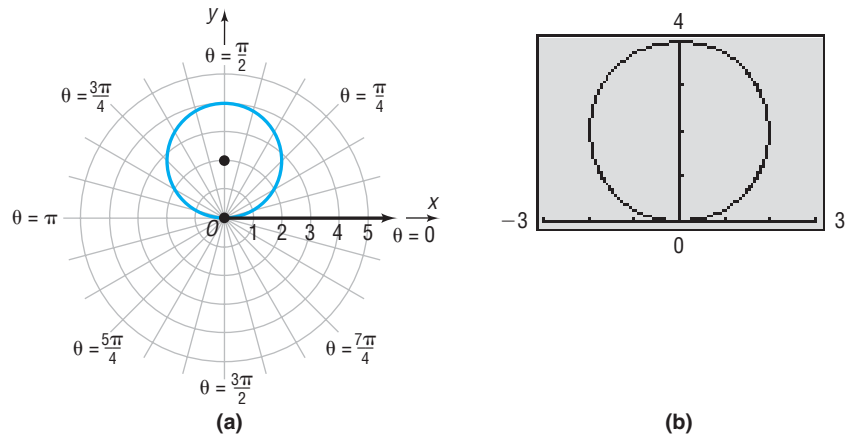 y
4
θ = π/2
θ = 3π/4
θ = π/4
x
θ = π
O 1 2 3 4 5
θ = 0
−3
3
0
θ = 5π/4
θ = 7π/4
θ = 3π/2
(a)
(b)